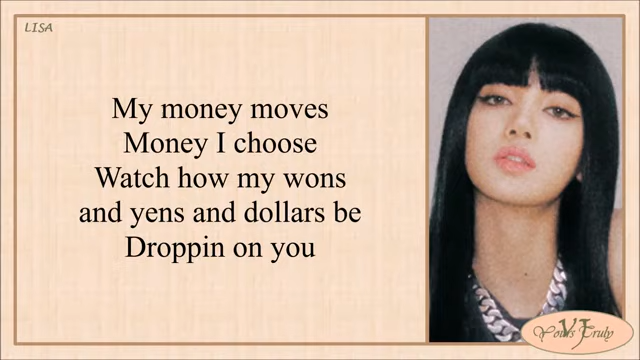 LISA
My money moves
Money I choose
Watch how my wons
and yens and dollars be
Droppin on you
Yours Truly